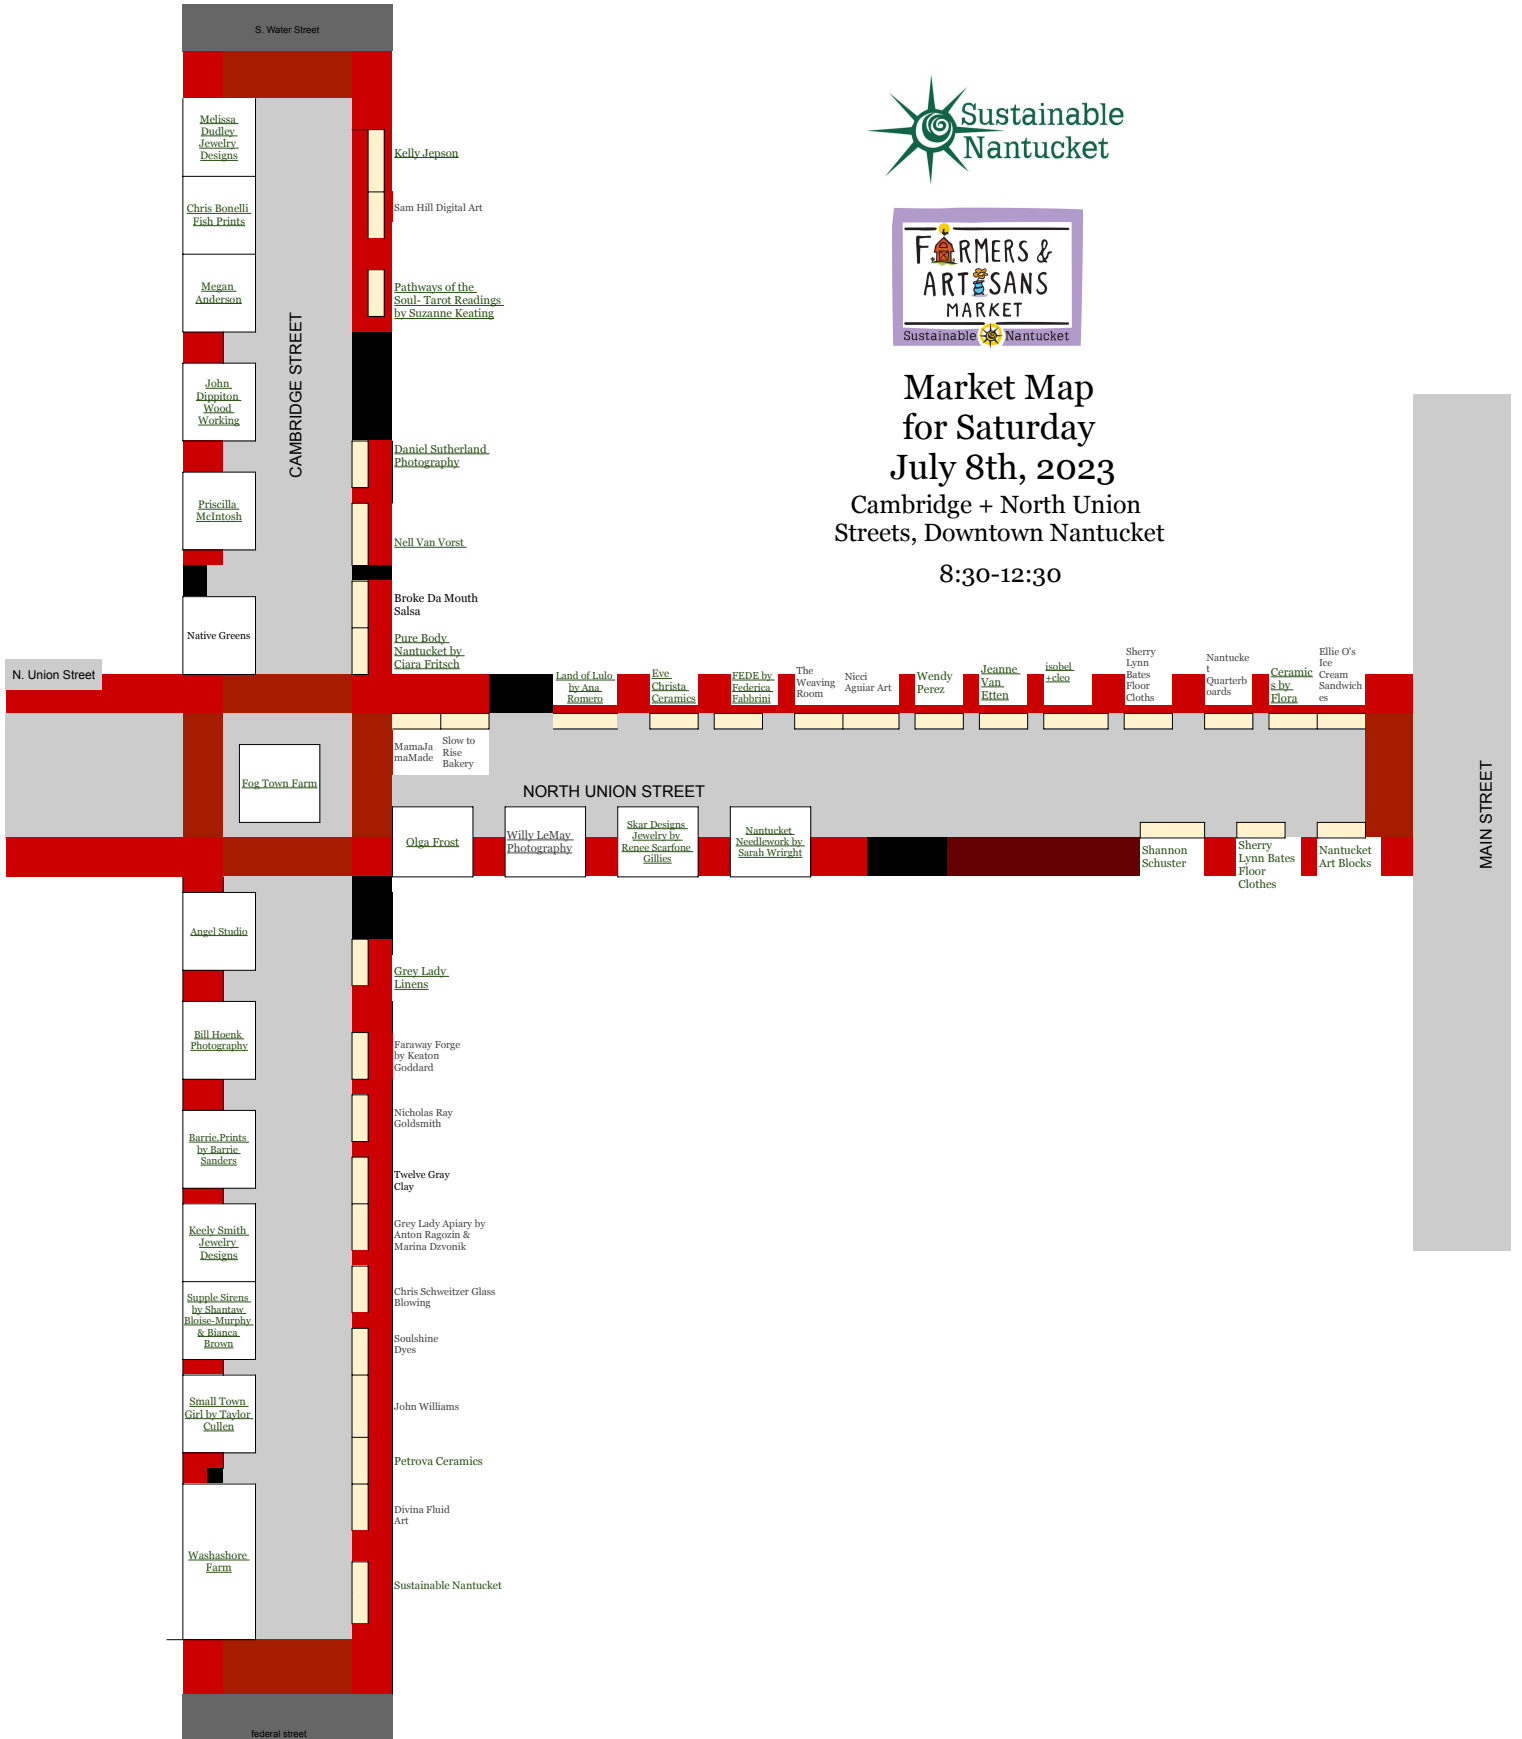 S. Water Street
Sustainable
Nantucket
FARMERS &
ARTISANS
MARKET
Sustainable Nantucket
Market Map
for Saturday
July 8th, 2023
Cambridge + North Union
Streets, Downtown Nantucket
8:30-12:30
Melissa
Dudley
Jewelry
Designs
Chris Bonelli
Fish Prints
Megan
Anderson
John
Dippiton
Wood
Working
Priscilla
McIntosh
Native Greens
CAMBRIDGE STREET
Kelly Jepson
Sam Hill Digital Art
Pathways of the
Soul- Tarot Readings
by Suzanne Keating
Daniel Sutherland
Photography
Nell Van Vorst
Broke Da Mouth
Salsa
Pure Body
Nantucket by
Ciara Fritsch
N. Union Street
Land of Lulo
by Ana
Romero
Eve
Christa
Ceramics
FEDE by
Federica
Fabbrini
The
Weaving
Room
Nicci
Aguiar Art
Wendy
Perez
Jeanne
Van
Etten
isobel
+cleo
Sherry
Lynn
Bates
Floor
Cloths
Nantucke
t
Quarterb
oards
Ceramic
s by
Flora
Ellie O's
Ice
Cream
Sandwich
es
MamaJa
maMade
Slow to
Rise
Bakery
Fog Town Farm
NORTH UNION STREET
MAIN STREET
Olga Frost
Willy LeMay
Photography
Skar Designs
Jewelry by
Renee Scarfone
Gillies
Nantucket
Needlework by
Sarah Wrirght
Shannon
Schuster
Sherry
Lynn Bates
Floor
Clothes
Nantucket
Art Blocks
Angel Studio
Bill Hoenk
Photography
Barrie.Prints
by Barrie
Sanders
Keely Smith
Jewelry
Designs
Supple Sirens
by Shantaw
Bloise-Murphy
& Bianca
Brown
Small Town
Girl by Taylor
Cullen
Washashore
Farm
Grey Lady
Linens
Faraway Forge
by Keaton
Goddard
Nicholas Ray
Goldsmith
Twelve Gray
Clay
Grey Lady Apiary by
Anton Ragozin &
Marina Dzvonik
Chris Schweitzer Glass
Blowing
Soulshine
Dyes
John Williams
Petrova Ceramics
Divina Fluid
Art
Sustainable Nantucket
federal street